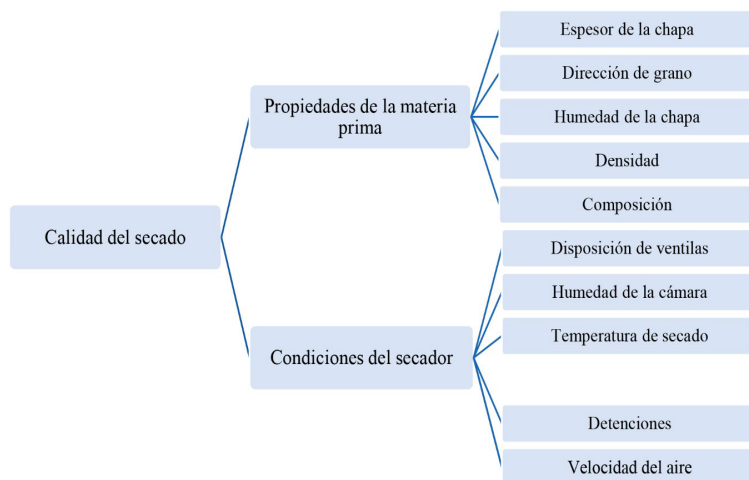 Calidad del secado
Propiedades de la materia
prima
Espesor de la chapa
Dirección de grano
Humedad de la chapa
Densidad
Composición
Condiciones del secador
Disposición de ventilas
Humedad de la cámara
Temperatura de secado
Detenciones
Velocidad del aire